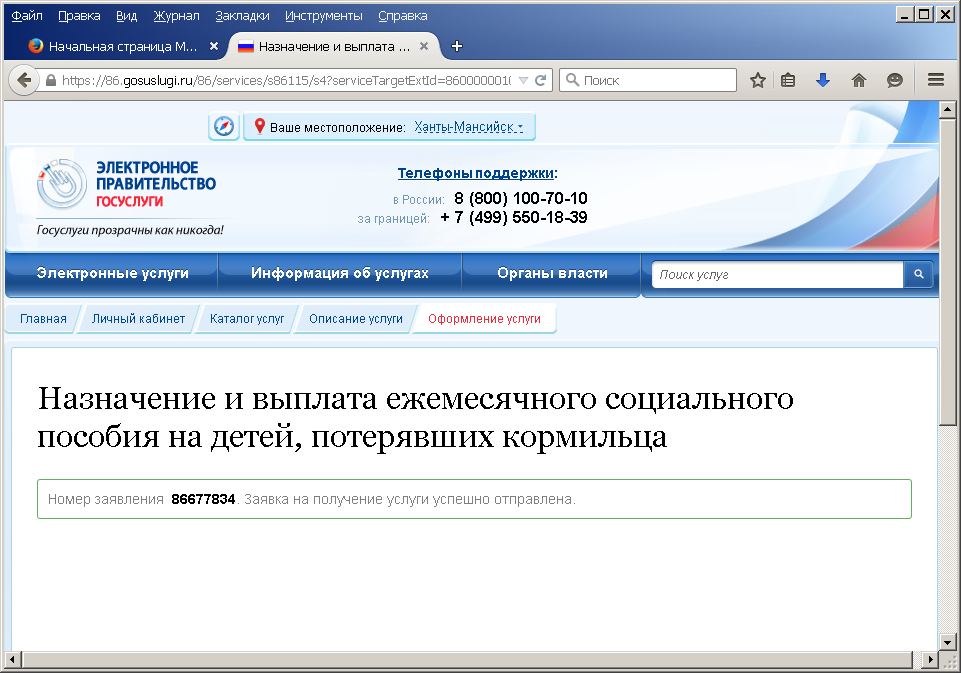 Файл Правка Вид Журнал Закладки Инструменты Справка
Начальная страница M... Назначение и выплата ...
https://86.gosuslugi.ru/86/services/s86115/s4?serviceTargetExtId=8600000010 Поиск
Ваше местоположение: Ханты-Мансийск
ЭЛЕКТРОННОЕ
ПРАВИТЕЛЬСТВО
ГОСУСЛУГИ
Госуслуги прозрачны как никогда!
Телефоны поддержки:
в России: 8 (800) 100-70-10
за границей: + 7 (499) 550-18-39
Электронные услуги Информация об услугах Органы власти Поиск услуг
Главная Личный кабинет Каталог услуг Описание услуги Оформление услуги
Назначение и выплата ежемесячного социального
пособия на детей, потерявших кормильца
Номер заявления 86677834. Заявка на получение услуги успешно отправлена.